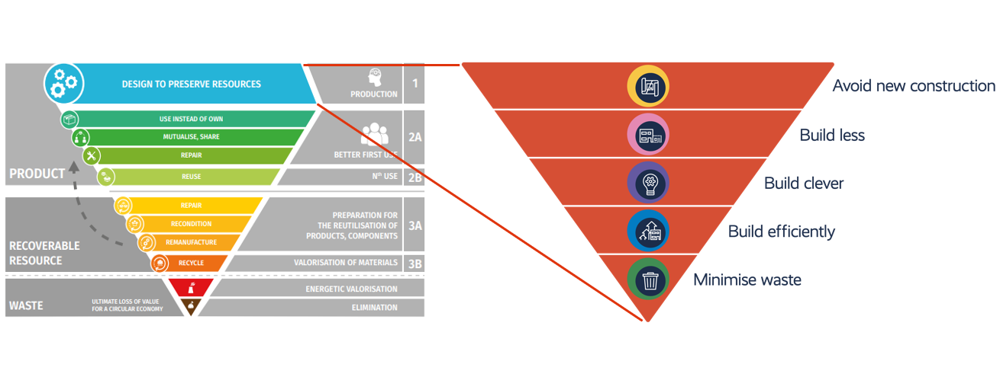 DESIGN TO PRESERVE RESOURCES
PRODUCTION
1
USE INSTEAD OF OWN
MUTUALISE, SHARE
REPAIR
BETTER FIRST USE
2A
REUSE
Nth USE
2B
PRODUCT
REPAIR
RECONDITION
REMANUFACTURE
PREPARATION FOR
THE REUTILISATION OF
PRODUCTS, COMPONENTS
3A
RECYCLE
VALORISATION OF MATERIALS
3B
RECOVERABLE
RESOURCE
ENERGETIC VALORISATION
WASTE
ULTIMATE LOSS OF VALUE
FOR A CIRCULAR ECONOMY
ELIMINATION
Avoid new construction
Build less
Build clever
Build efficiently
Minimise waste